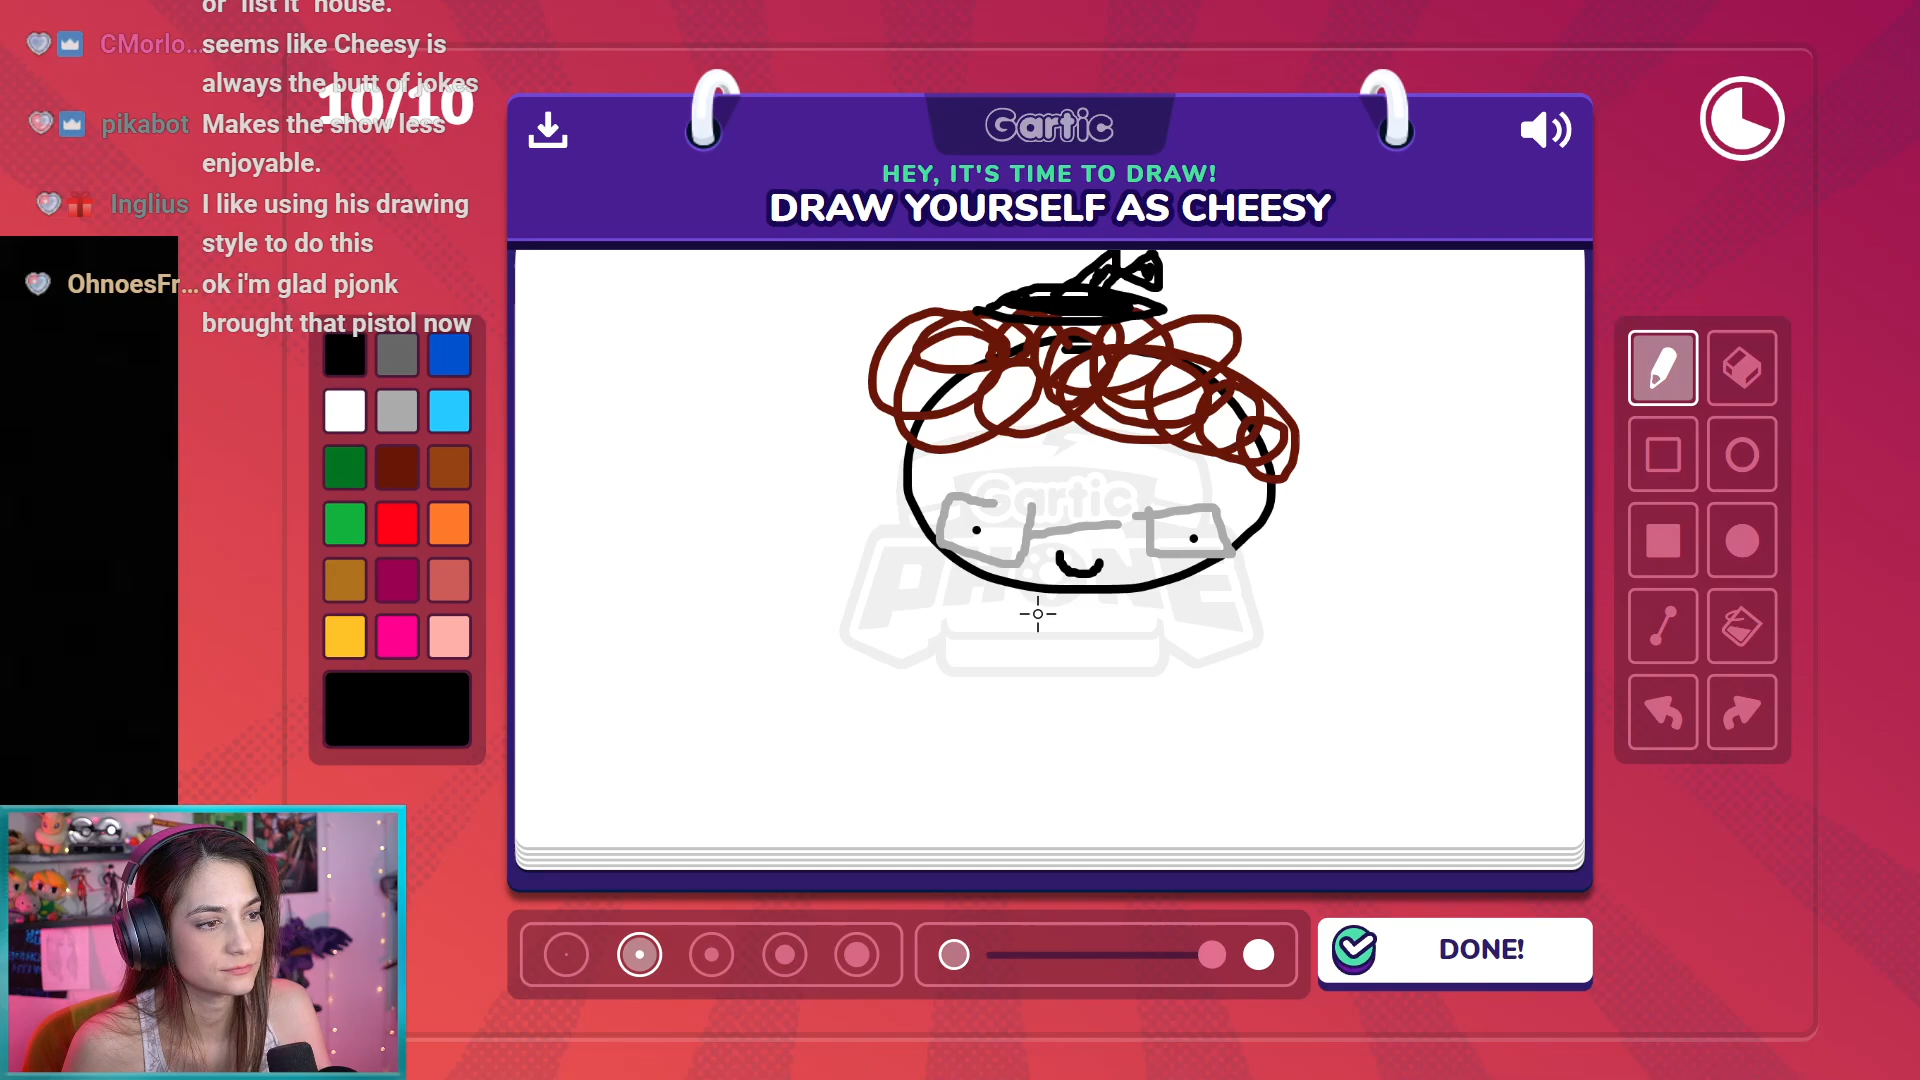 or "list it" house.
CMorlo... seems like Cheesy is
always the butt of jokes
10/10
pikabot Makes the show less
enjoyable.
Inglius I like using his drawing
style to do this
OhnoesFr... ok i'm glad pjonk
brought that pistol now
Gartic
HEY, IT'S TIME TO DRAW!
DRAW YOURSELF AS CHEESY
Gartic
PHONE
DONE!